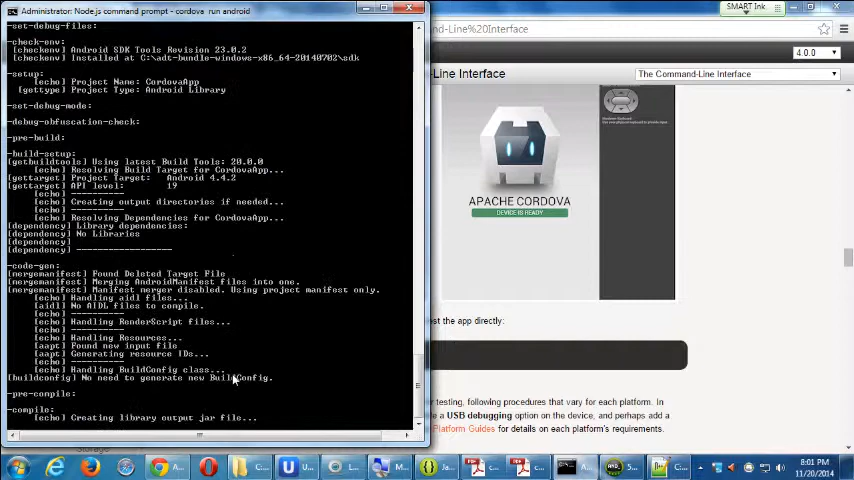 Administrator: Node.js command prompt - cordova run android
-set-debug-files:
-check-env:
[checkenv] Android SDK Tools Revision 23.0.2
[checkenv] Installed at C:\adt-bundle-windows-x86_64-20140702\sdk
-setup:
[echo] Project Name: CordovaApp
[gettype] Project Type: Android Library
-set-debug-mode:
-debug-obfuscation-check:
-pre-build:
-build-setup:
[getbuildtools] Using latest Build Tools: 20.0.0
[echo] Resolving Build Target for CordovaApp...
[gettarget] Project Target:   Android 4.4.2
[gettarget] API level:        19
[echo] ----------
[echo] Creating output directories if needed...
[echo] ----------
[echo] Resolving Dependencies for CordovaApp...
[dependency] Library dependencies:
[dependency] No Libraries
[dependency]
[dependency] ------------------
-code-gen:
[mergemanifest] Found Deleted Target File
[mergemanifest] Merging AndroidManifest files into one.
[mergemanifest] Manifest merger disabled. Using project manifest only.
[echo] Handling aidl files...
[aidl] No AIDL files to compile.
[echo] ----------
[echo] Handling RenderScript files...
[echo] ----------
[echo] Handling Resources...
[aapt] Found new input file
[aapt] Generating resource IDs...
[echo] ----------
[echo] Handling BuildConfig class...
[buildconfig] No need to generate new BuildConfig.
-pre-compile:
-compile:
[echo] Creating library output jar file...
SMART Ink
nd-Line%20Interface
4.0.0
-Line Interface
The Command-Line Interface
APACHE CORDOVA
DEVICE IS READY
st the app directly:
r testing, following procedures that vary for each platform. In
e a USB debugging option on the device, and perhaps add a
Platform Guides for details on each platform's requirements.
Storage
A...
C:...
U...
L...
M...
Ja...
C...
C...
A...
5...
C...
8:01 PM
11/20/2014